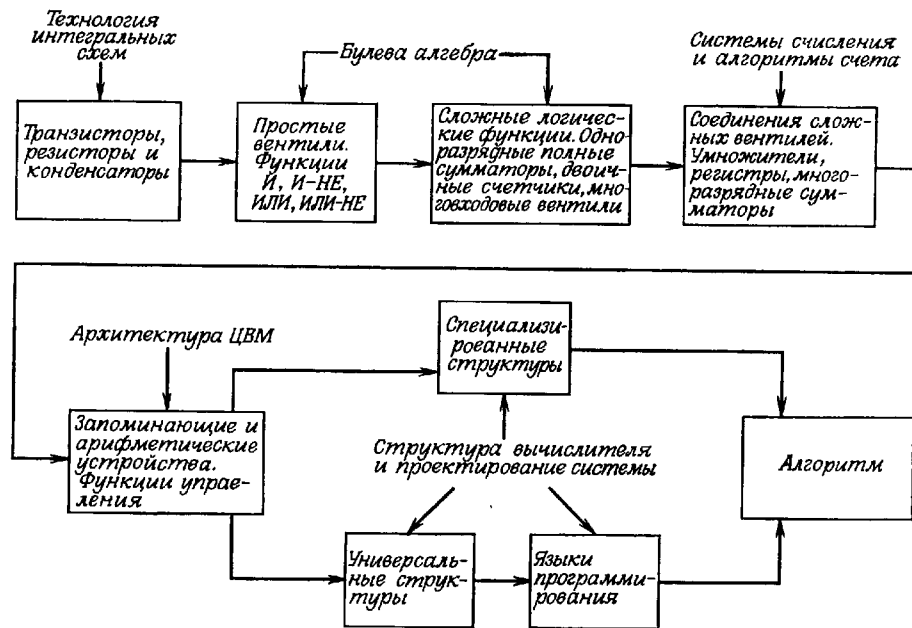 Технология
интегральных
схем
Булева алгебра
Системы счисления
и алгоритмы счета
Транзисторы,
резисторы и
конденсаторы
Простые
вентили.
Функции
И, И-НЕ,
ИЛИ, ИЛИ-НЕ
Сложные логичес-
кие функции. Одно-
разрядные полные
сумматоры, двоич-
ные счетчики, мно-
говходовые вентили
Соединения слож-
ных вентилей.
Умножители,
регистры, много-
разрядные сум-
маторы
Архитектура ЦВМ
Специализи-
рованные
структуры
Запоминающие и
арифметические
устройства.
Функции управ-
ления
Структура вычислителя
и проектирование системы
Алгоритм
Универсаль-
ные струк-
туры
Языки
программи-
рования